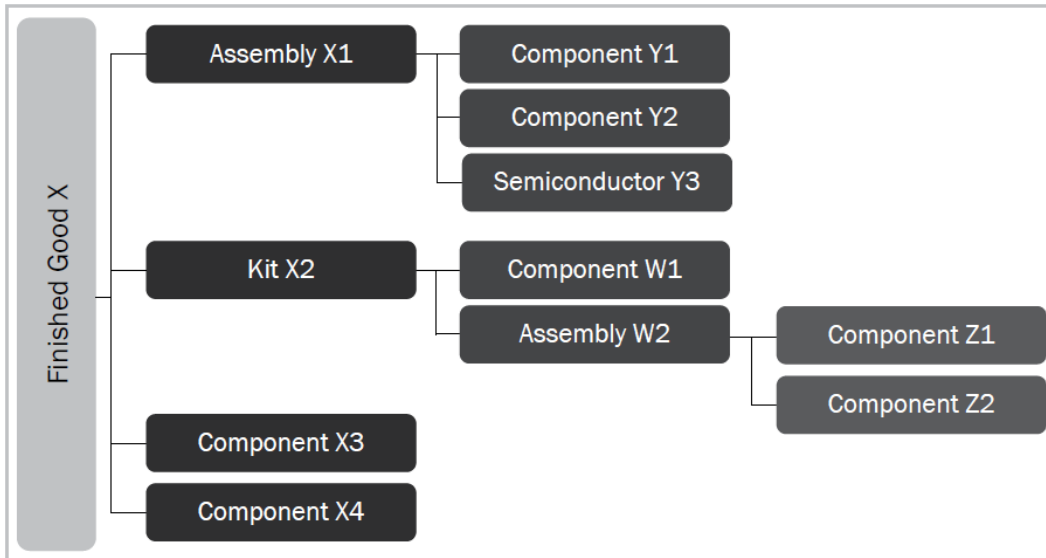 Finished Good X
Assembly X1
Component Y1
Component Y2
Semiconductor Y3
Kit X2
Component W1
Assembly W2
Component Z1
Component Z2
Component X3
Component X4